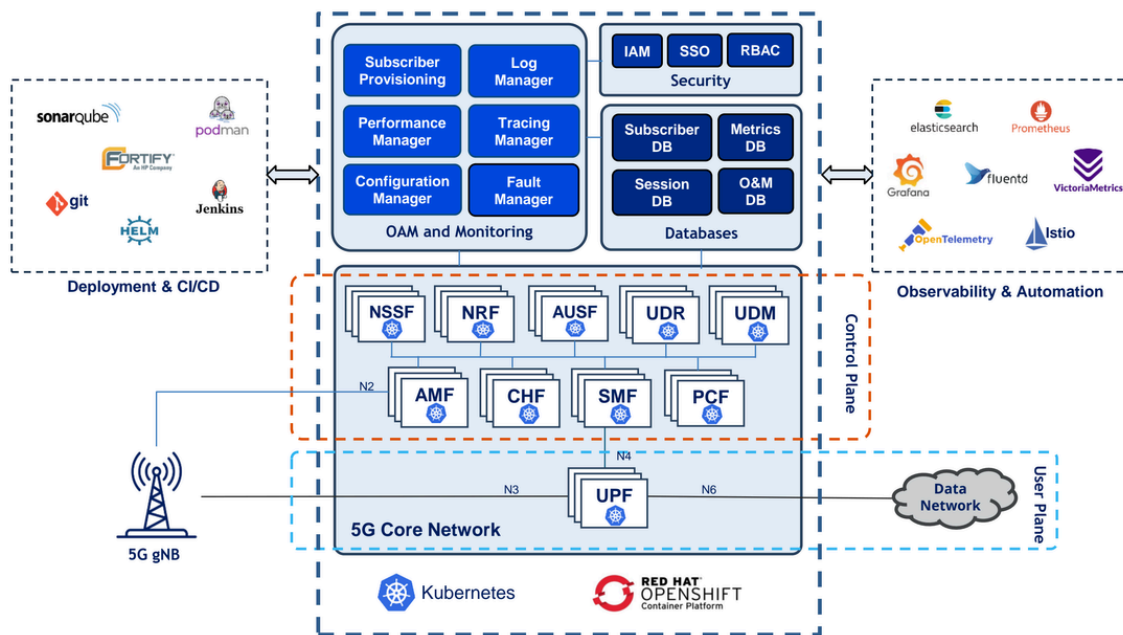 sonarqube
podman
FORTIFY
An HP Company
git
Jenkins
HELM
Deployment & CI/CD
Subscriber
Provisioning
Log
Manager
Performance
Manager
Tracing
Manager
Configuration
Manager
Fault
Manager
OAM and Monitoring
IAM
SSO
RBAC
Security
Subscriber
DB
Metrics
DB
Session
DB
O&M
DB
Databases
elasticsearch
Prometheus
Grafana
fluentd
VictoriaMetrics
OpenTelemetry
Istio
Observability & Automation
NSSF
NRF
AUSF
UDR
UDM
Control Plane
N2
AMF
CHF
SMF
PCF
N4
User Plane
N3
UPF
N6
Data
Network
5G Core Network
5G gNB
Kubernetes
RED HAT
OPENSHIFT
Container Platform